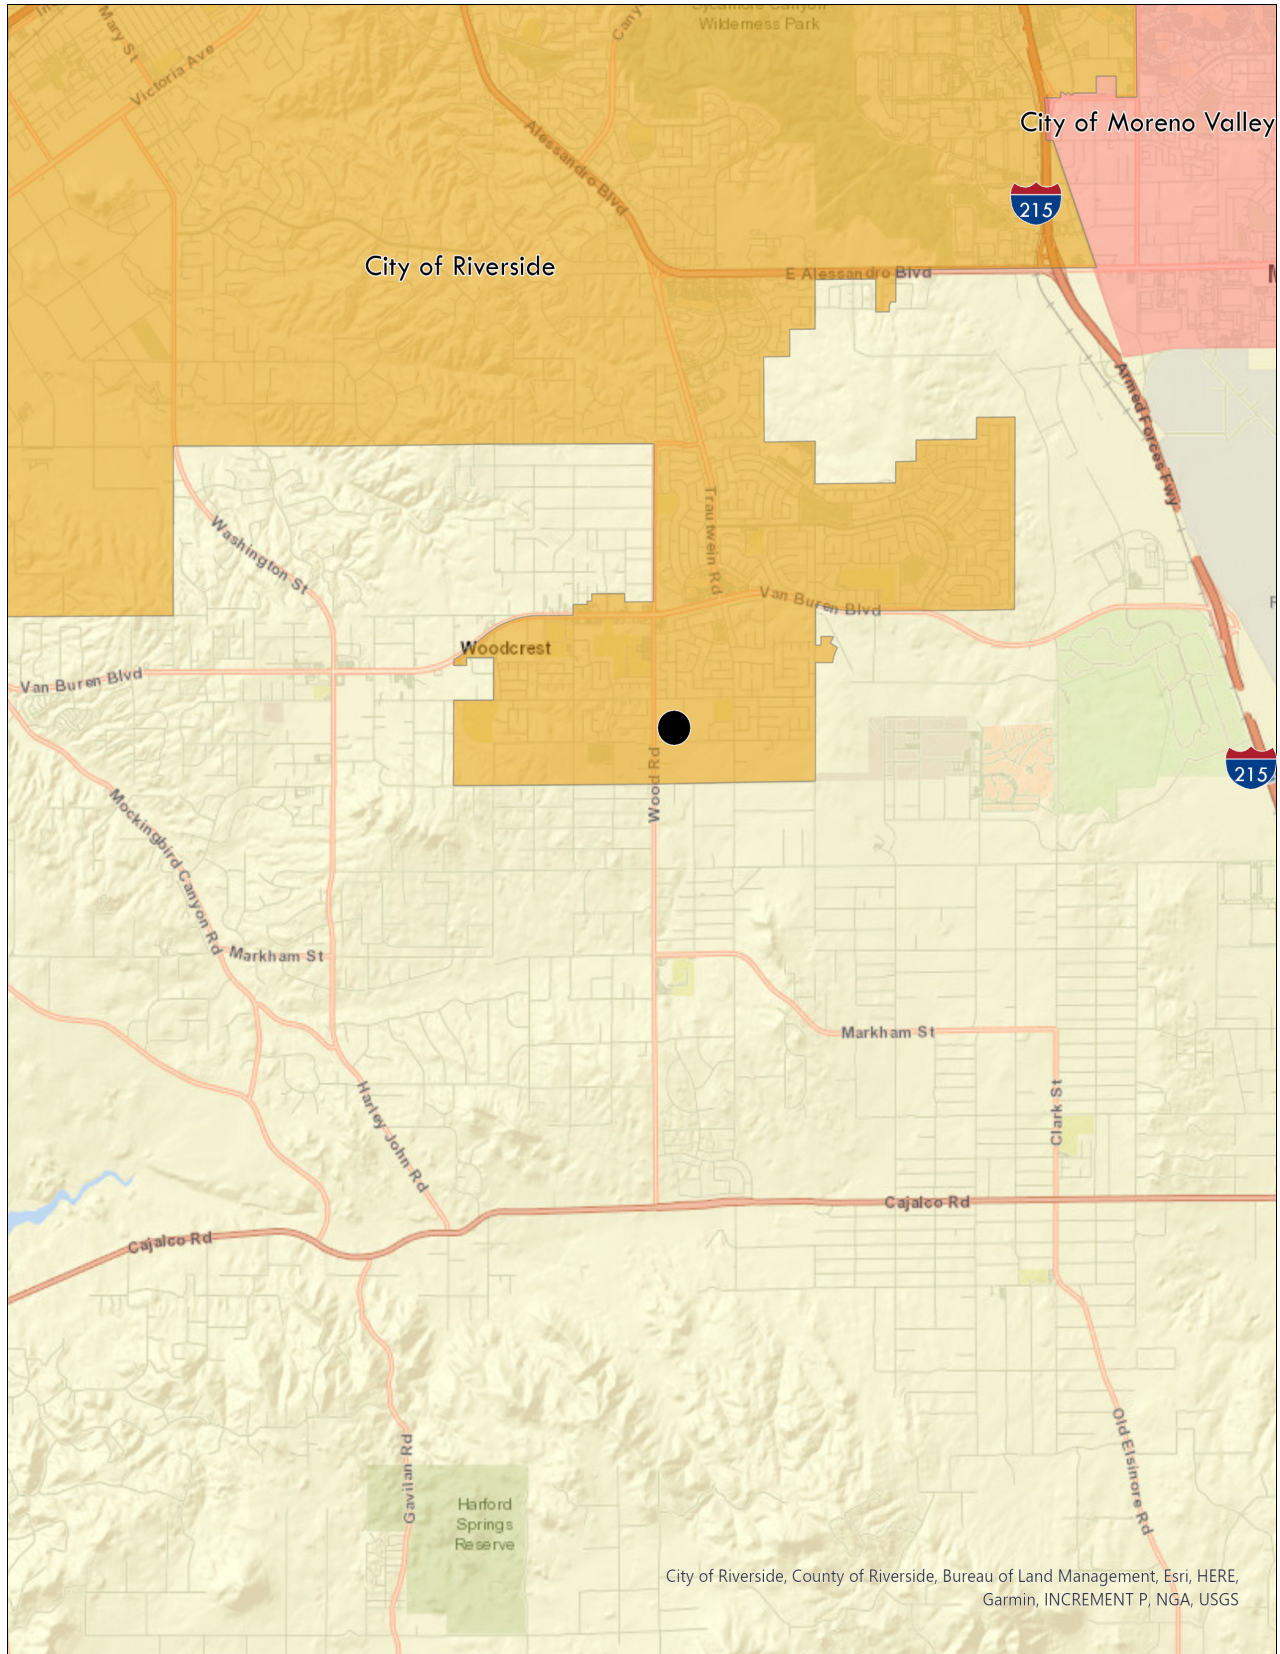 Sycamore Canyon
Wilderness Park
Mary St
Victoria Ave
Alessandro Blvd
City of Moreno Valley
215
City of Riverside
E Alessandro Blvd
Armed Forces Fwy
Trautwein Rd
Washington St
Van Buren Blvd
Woodcrest
Van Buren Blvd
Wood Rd
215
Mockingbird Canyon Rd
Markham St
Markham St
Clark St
Harley John Rd
Cajalco Rd
Cajalco Rd
Old Elsinore Rd
Gavilan Rd
Harford
Springs
Reserve
City of Riverside, County of Riverside, Bureau of Land Management, Esri, HERE,
Garmin, INCREMENT P, NGA, USGS